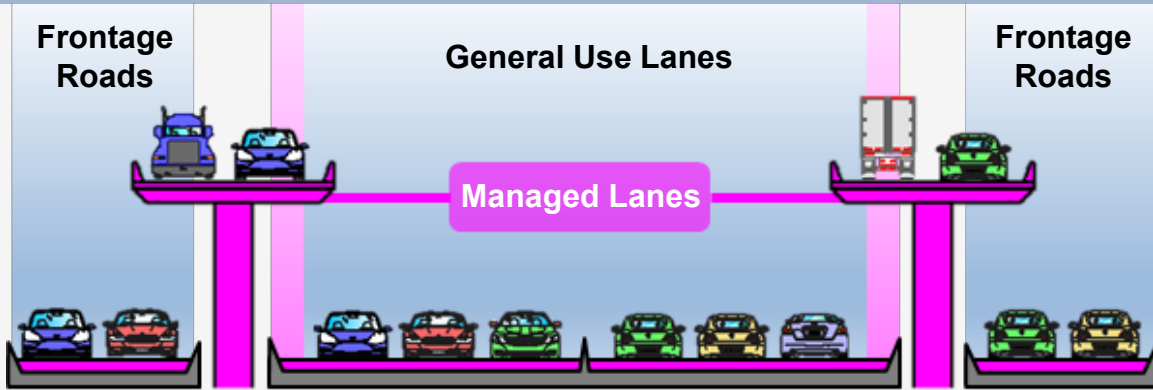 Frontage
Roads
General Use Lanes
Frontage
Roads
Managed Lanes